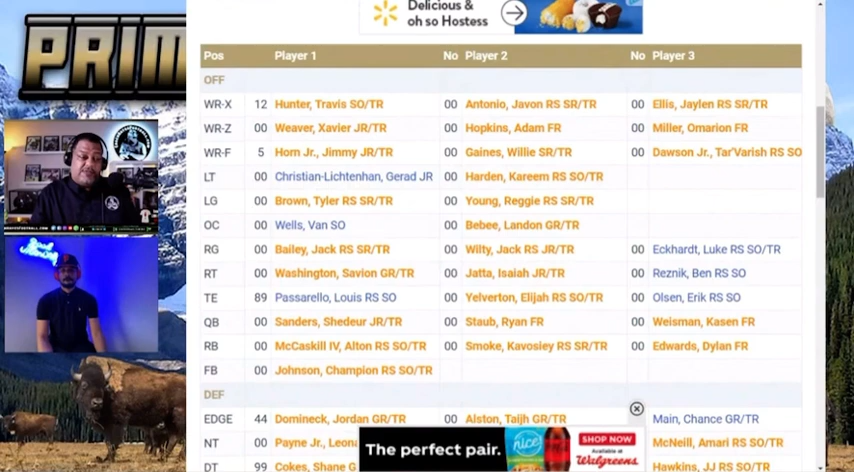 Delicious &
oh so Hostess
PRIM
Pos Player 1 No Player 2 No Player 3
OFF
WR-X 12 Hunter, Travis SO/TR 00 Antonio, Javon RS SR/TR 00 Ellis, Jaylen RS SR/TR
WR-Z 00 Weaver, Xavier JR/TR 00 Hopkins, Adam FR 00 Miller, Omarion FR
WR-F 5 Horn Jr., Jimmy JR/TR 00 Gaines, Willie SR/TR 00 Dawson Jr., Tar'Varish RS SO
LT 00 Christian-Lichtenhan, Gerad JR 00 Harden, Kareem RS SO/TR
LG 00 Brown, Tyler RS SR/TR 00 Young, Reggie RS SR/TR
OC 00 Wells, Van SO 00 Bebee, Landon GR/TR
RG 00 Bailey, Jack RS SR/TR 00 Wilty, Jack RS JR/TR 00 Eckhardt, Luke RS SO/TR
RT 00 Washington, Savion GR/TR 00 Jatta, Isaiah JR/TR 00 Reznik, Ben RS SO
TE 89 Passarello, Louis RS SO 00 Yelverton, Elijah RS SO/TR 00 Olsen, Erik RS SO
QB 00 Sanders, Shedeur JR/TR 00 Staub, Ryan FR 00 Weisman, Kasen FR
RB 00 McCaskill IV, Alton RS SO/TR 00 Smoke, Kavosiey RS SR/TR 00 Edwards, Dylan FR
FB 00 Johnson, Champion RS SO/TR
DEF
EDGE 44 Domineck, Jordan GR/TR 00 Alston, Taijh GR/TR Main, Chance GR/TR
NT 00 Payne Jr., Leona McNeill, Amari RS SO/TR
DT 99 Cokes, Shane G Hawkins, JJ RS SO/TR
The perfect pair.
nice!
SHOP NOW
Available at
Walgreens